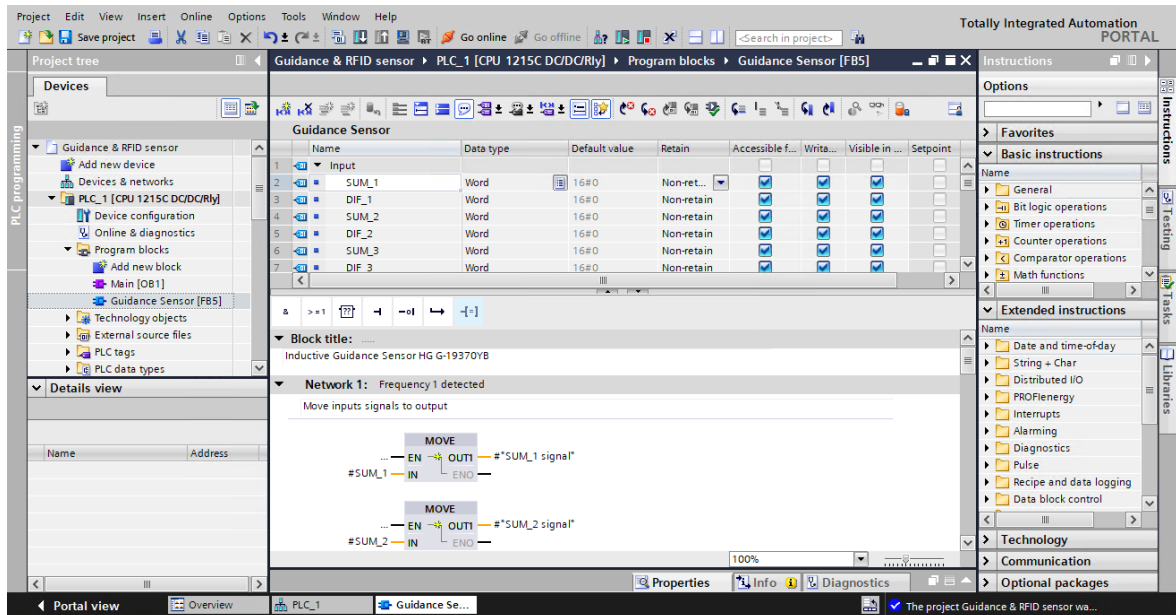 Project Edit View Insert Online Options Tools Window Help
Totally Integrated Automation
PORTAL
Save project Go online Go offline <Search in project>
Project tree
Guidance & RFID sensor PLC_1 [CPU 1215C DC/DC/Rly] Program blocks Guidance Sensor [FB5]
Instructions
Devices
Options
PLC programming
Guidance & RFID sensor
Add new device
Devices & networks
PLC_1 [CPU 1215C DC/DC/Rly]
Device configuration
Online & diagnostics
Program blocks
Add new block
Main [OB1]
Guidance Sensor [FB5]
Technology objects
External source files
PLC tags
PLC data types
Details view
Name Address
Guidance Sensor
Name Data type Default value Retain Accessible f... Writa... Visible in ... Setpoint
1 Input
2 SUM_1 Word 16#0 Non-ret...
3 DIF_1 Word 16#0 Non-retain
4 SUM_2 Word 16#0 Non-retain
5 DIF_2 Word 16#0 Non-retain
6 SUM_3 Word 16#0 Non-retain
7 DIF_3 Word 16#0 Non-retain
& >=1 ??
Block title: .....
Inductive Guidance Sensor HG G-19370YB
Network 1: Frequency 1 detected
Move inputs signals to output
MOVE
... EN OUT1 #"SUM_1 signal"
#SUM_1 IN ENO
MOVE
... EN OUT1 #"SUM_2 signal"
#SUM_2 IN ENO
100%
Properties Info Diagnostics
Favorites
Basic instructions
Name
General
Bit logic operations
Timer operations
Counter operations
Comparator operations
Math functions
Extended instructions
Name
Date and time-of-day
String + Char
Distributed I/O
PROFIenergy
Interrupts
Alarming
Diagnostics
Pulse
Recipe and data logging
Data block control
Technology
Communication
Optional packages
Instructions
Testing
Tasks
Libraries
Portal view Overview PLC_1 Guidance Se... The project Guidance & RFID sensor wa...